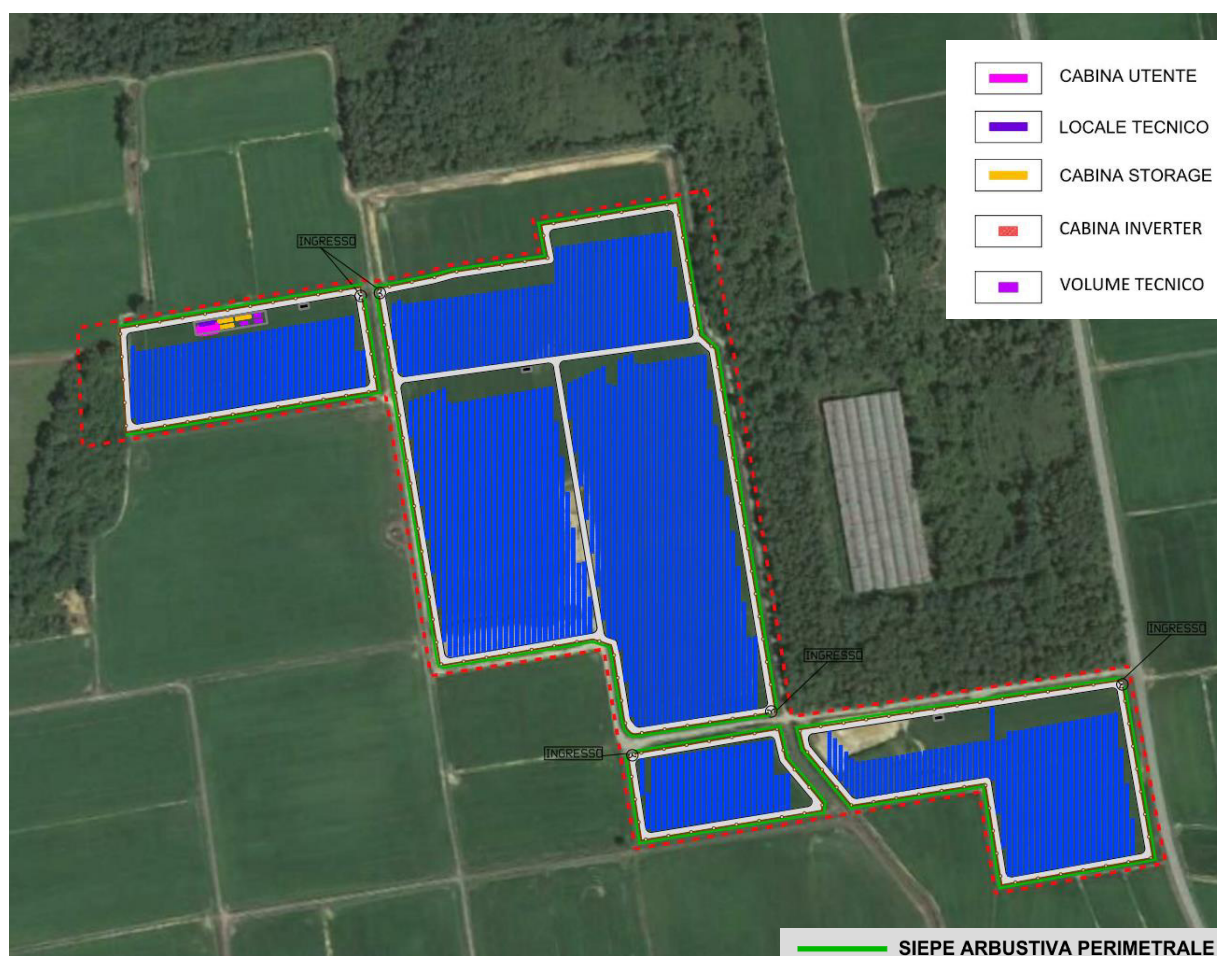 CABINA UTENTE
LOCALE TECNICO
CABINA STORAGE
CABINA INVERTER
VOLUME TECNICO
INGRESSO
INGRESSO
INGRESSO
INGRESSO
SIEPE ARBUSTIVA PERIMETRALE